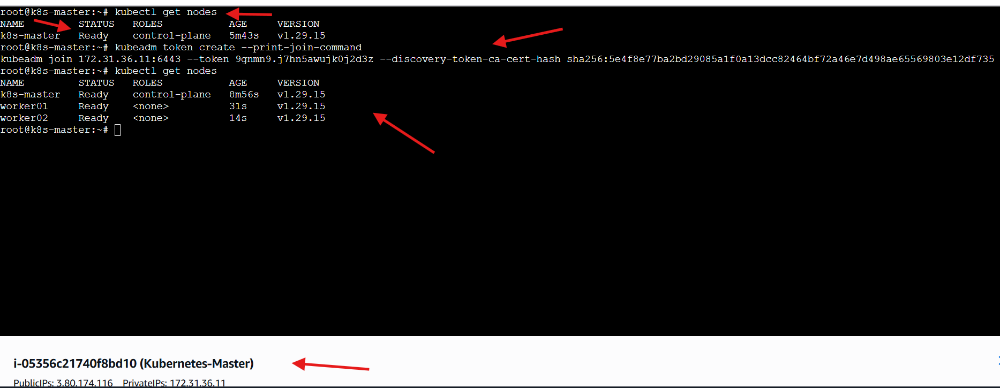 root@k8s-master:~# kubectl get nodes
NAME STATUS ROLES AGE VERSION
k8s-master Ready control-plane 5m43s v1.29.15
root@k8s-master:~# kubeadm token create --print-join-command
kubeadm join 172.31.36.11:6443 --token 9gnmn9.j7hn5awujk0j2d3z --discovery-token-ca-cert-hash sha256:5e4f8e77ba2bd29085a1f0a13dcc82464bf72a46e7d498ae65569803e12df735
root@k8s-master:~# kubectl get nodes
NAME STATUS ROLES AGE VERSION
k8s-master Ready control-plane 8m56s v1.29.15
worker01 Ready <none> 31s v1.29.15
worker02 Ready <none> 14s v1.29.15
root@k8s-master:~#
i-05356c21740f8bd10 (Kubernetes-Master)
PublicIPs: 3.80.174.116 PrivateIPs: 172.31.36.11